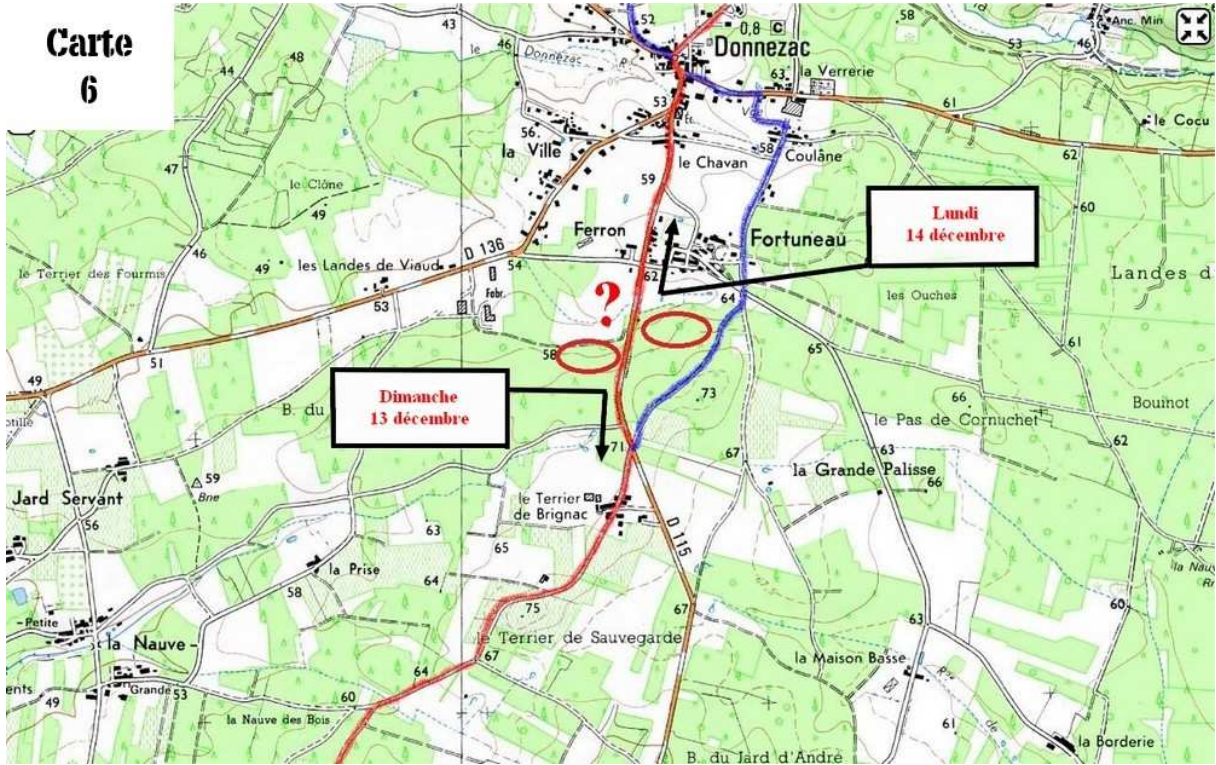 Carte
6
43
52
0,8 C
Donnezac
58
53
46
Anc. Min
48
44
46
Donnezac
le
63
la Verrerie
53
61
le Cocu
56
la Ville
58
Coulâne
62
le Chavan
47
le Clône
49
59
60
Lundi
14 décembre
46
Ferron
Fortuneau
Landes d
le Terrier des Fourmis
49
les Landes de Viaud
D 136
54
62
64
les Ouches
53
Fabr.
?
61
51
58
65
49
Dimanche
13 décembre
73
66
Bouinot
B. du
le Pas de Cornuchet
62
71
67
63
la Grande Palisse
66
59
Bne
Jard Servant
le Terrier
de Brignac
56
63
65
D 115
la Prise
64
58
75
67
60
Petite
la Nauve
le Terrier de Sauvegarde
63
64
67
la Maison Basse
Grande
53
49
60
la Nauve des Bois
61
de
la Borderie
B. du Jard d'André